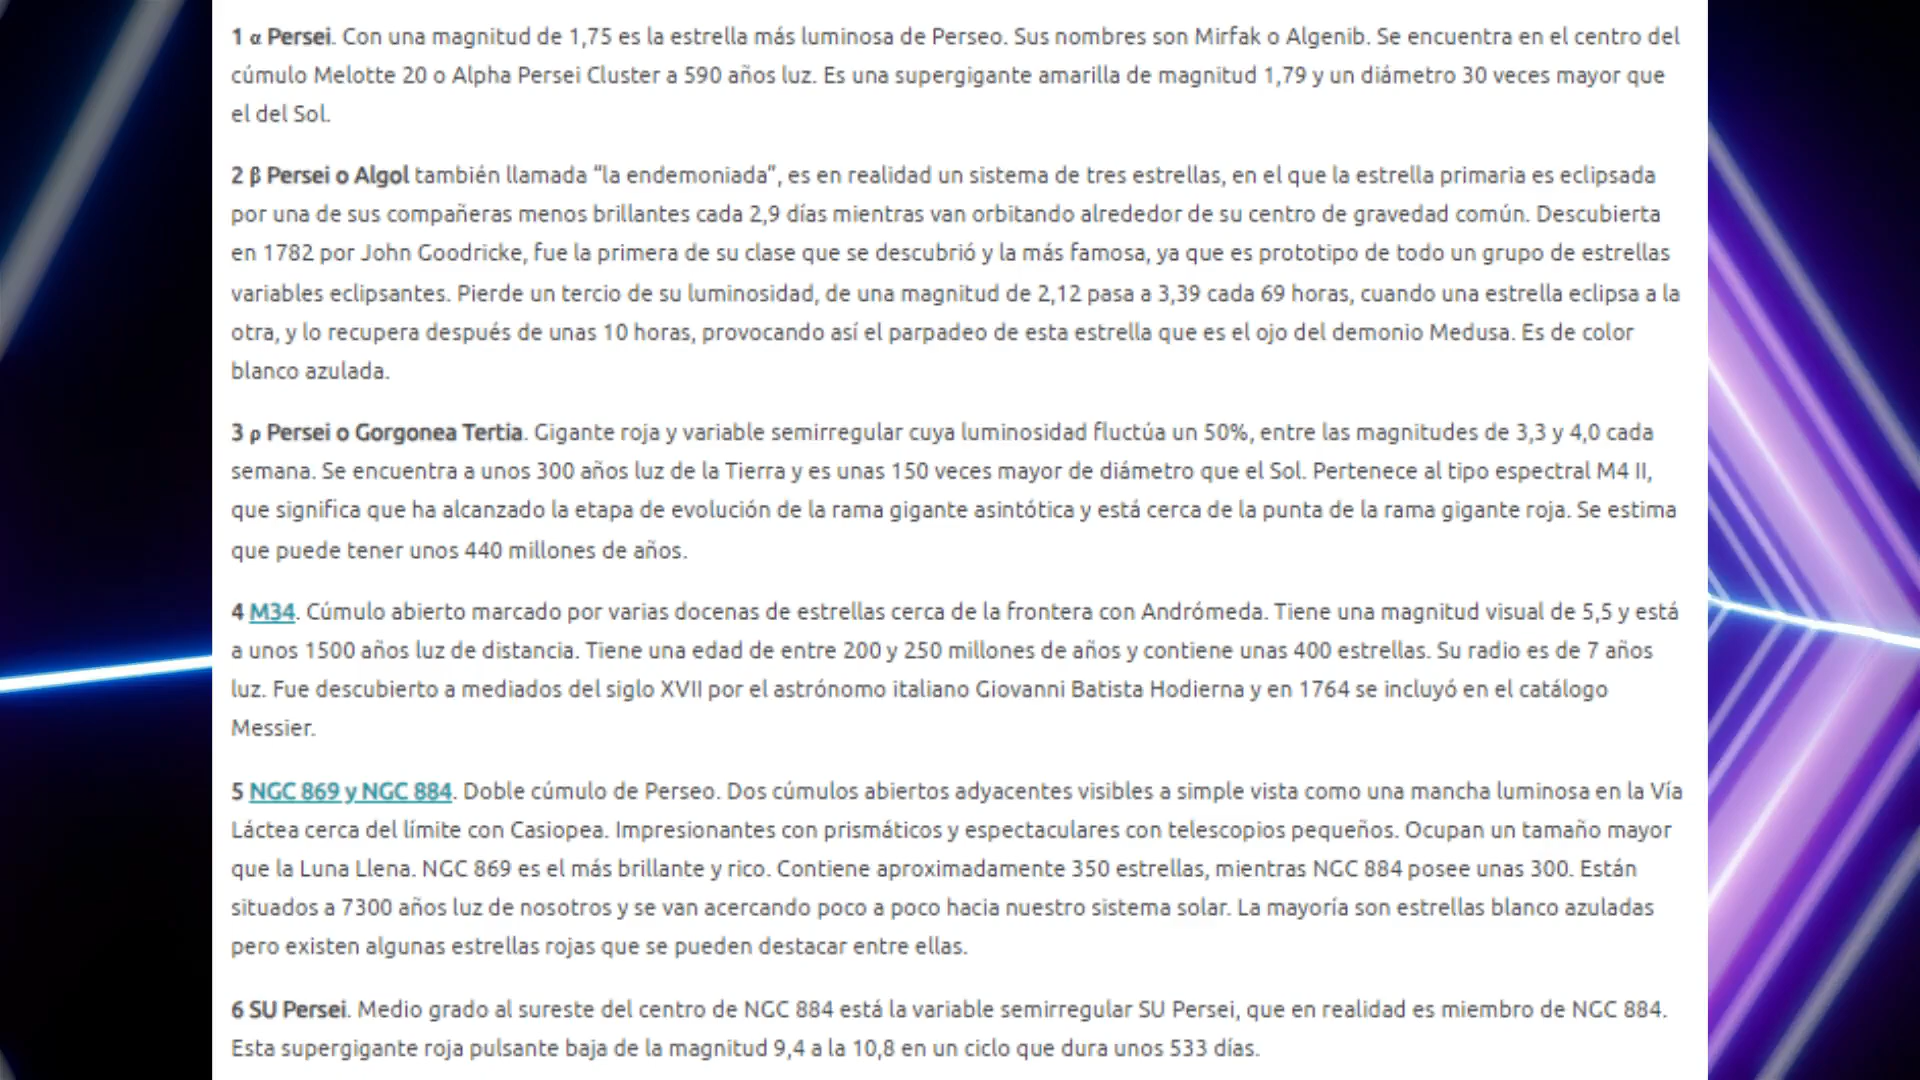 1 α Persei. Con una magnitud de 1,75 es la estrella más luminosa de Perseo. Sus nombres son Mirfak o Algenib. Se encuentra en el centro del
cúmulo Melotte 20 o Alpha Persei Cluster a 590 años luz. Es una supergigante amarilla de magnitud 1,79 y un diámetro 30 veces mayor que
el del Sol.
2 β Persei o Algol también llamada “la endemoniada”, es en realidad un sistema de tres estrellas, en el que la estrella primaria es eclipsada
por una de sus compañeras menos brillantes cada 2,9 días mientras van orbitando alrededor de su centro de gravedad común. Descubierta
en 1782 por John Goodricke, fue la primera de su clase que se descubrió y la más famosa, ya que es prototipo de todo un grupo de estrellas
variables eclipsantes. Pierde un tercio de su luminosidad, de una magnitud de 2,12 pasa a 3,39 cada 69 horas, cuando una estrella eclipsa a la
otra, y lo recupera después de unas 10 horas, provocando así el parpadeo de esta estrella que es el ojo del demonio Medusa. Es de color
blanco azulada.
3 ρ Persei o Gorgonea Tertia. Gigante roja y variable semirregular cuya luminosidad fluctúa un 50%, entre las magnitudes de 3,3 y 4,0 cada
semana. Se encuentra a unos 300 años luz de la Tierra y es unas 150 veces mayor de diámetro que el Sol. Pertenece al tipo espectral M4 II,
que significa que ha alcanzado la etapa de evolución de la rama gigante asintótica y está cerca de la punta de la rama gigante roja. Se estima
que puede tener unos 440 millones de años.
4 M34. Cúmulo abierto marcado por varias docenas de estrellas cerca de la frontera con Andrómeda. Tiene una magnitud visual de 5,5 y está
a unos 1500 años luz de distancia. Tiene una edad de entre 200 y 250 millones de años y contiene unas 400 estrellas. Su radio es de 7 años
luz. Fue descubierto a mediados del siglo XVII por el astrónomo italiano Giovanni Batista Hodierna y en 1764 se incluyó en el catálogo
Messier.
5 NGC 869 y NGC 884. Doble cúmulo de Perseo. Dos cúmulos abiertos adyacentes visibles a simple vista como una mancha luminosa en la Vía
Láctea cerca del límite con Casiopea. Impresionantes con prismáticos y espectaculares con telescopios pequeños. Ocupan un tamaño mayor
que la Luna Llena. NGC 869 es el más brillante y rico. Contiene aproximadamente 350 estrellas, mientras NGC 884 posee unas 300. Están
situados a 7300 años luz de nosotros y se van acercando poco a poco hacia nuestro sistema solar. La mayoría son estrellas blanco azuladas
pero existen algunas estrellas rojas que se pueden destacar entre ellas.
6 SU Persei. Medio grado al sureste del centro de NGC 884 está la variable semirregular SU Persei, que en realidad es miembro de NGC 884.
Esta supergigante roja pulsante baja de la magnitud 9,4 a la 10,8 en un ciclo que dura unos 533 días.